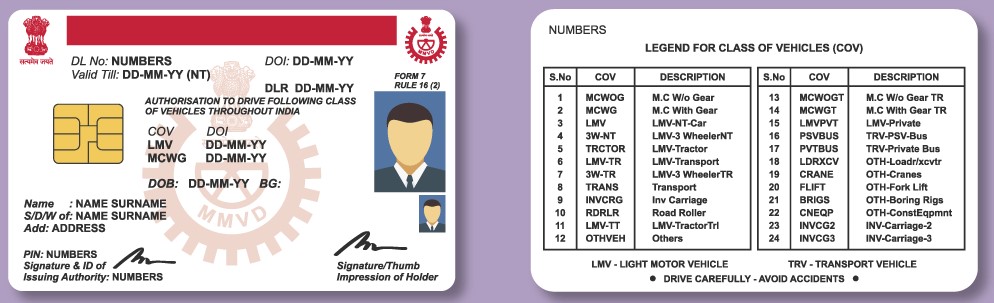 सत्यमेव जयते
MMVD
DL No: NUMBERS DOI: DD-MM-YY
Valid Till: DD-MM-YY (NT)
DLR DD-MM-YY
FORM 7
RULE 16 (2)
AUTHORISATION TO DRIVE FOLLOWING CLASS
OF VEHICLES THROUGHOUT INDIA
COV DOI
LMV DD-MM-YY
MCWG DD-MM-YY
DOB: DD-MM-YY BG:
MMVD
Name : NAME SURNAME
S/D/W of: NAME SURNAME
Add: ADDRESS
PIN: NUMBERS
Signature & ID of
Issuing Authority: NUMBERS
Signature/Thumb
Impression of Holder
NUMBERS
LEGEND FOR CLASS OF VEHICLES (COV)
S.No COV DESCRIPTION S.No COV DESCRIPTION
1 MCWOG M.C W/o Gear 13 MCWOGT M.C W/o Gear TR
2 MCWG M.C With Gear 14 MCWGT M.C With Gear TR
3 LMV LMV-NT-Car 15 LMVPVT LMV-Private
4 3W-NT LMV-3 WheelerNT 16 PSVBUS TRV-PSV-Bus
5 TRCTOR LMV-Tractor 17 PVTBUS TRV-Private Bus
6 LMV-TR LMV-Transport 18 LDRXCV OTH-Loadr/xcvtr
7 3W-TR LMV-3 WheelerTR 19 CRANE OTH-Cranes
8 TRANS Transport 20 FLIFT OTH-Fork Lift
9 INVCRG Inv Carriage 21 BRIGS OTH-Boring Rigs
10 RDRLR Road Roller 22 CNEQP OTH-ConstEqpmnt
11 LMV-TT LMV-TractorTrl 23 INVCG2 INV-Carriage-2
12 OTHVEH Others 24 INVCG3 INV-Carriage-3
LMV - LIGHT MOTOR VEHICLE TRV - TRANSPORT VEHICLE
● DRIVE CAREFULLY - AVOID ACCIDENTS ●